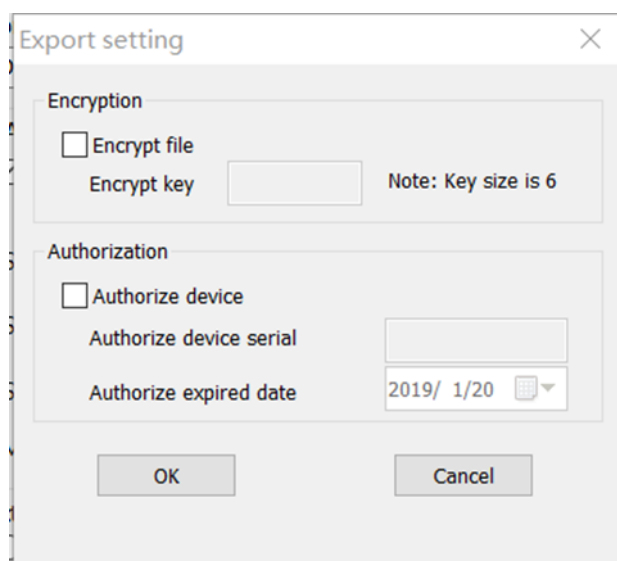 Export setting
Encryption
Encrypt file
Encrypt key Note: Key size is 6
Authorization
Authorize device
Authorize device serial
Authorize expired date 2019/ 1/20
OK Cancel